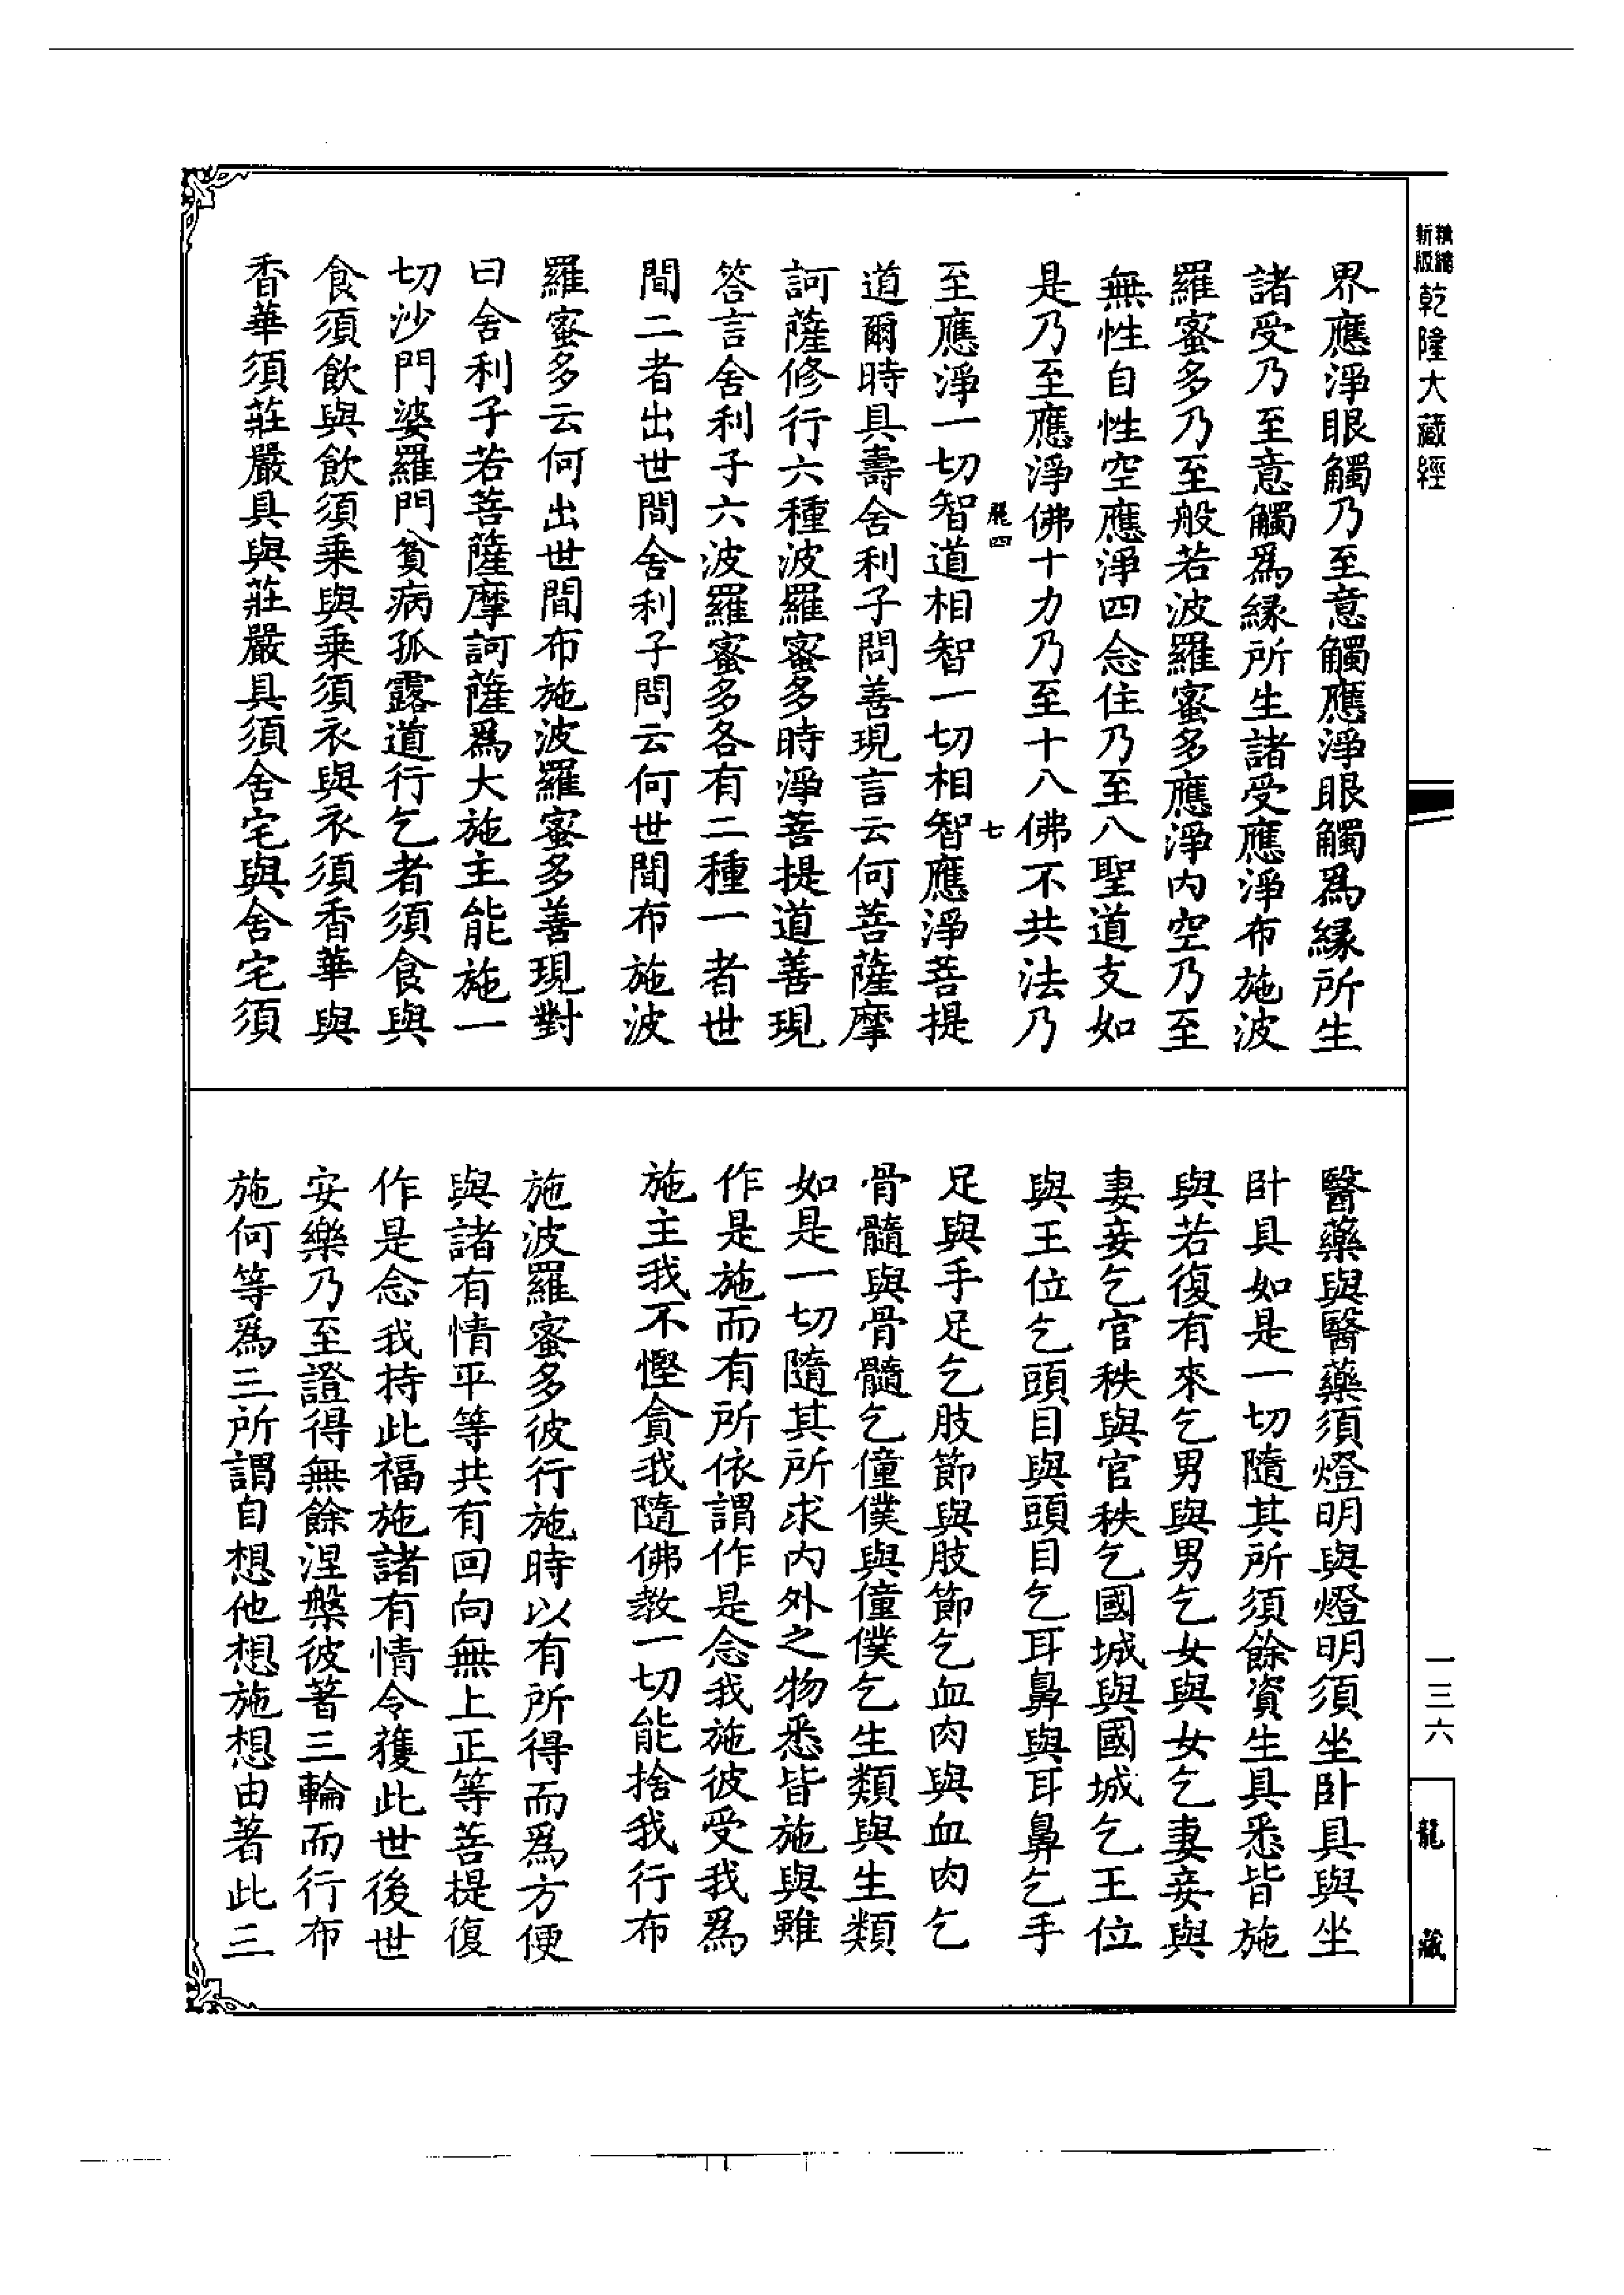 新編
縮版
乾隆大藏經
界應淨眼觸乃至意觸應淨眼觸為緣所生
諸受乃至意觸為緣所生諸受應淨布施波
羅蜜多乃至般若波羅蜜多應淨內空乃至
無性自性空應淨四念住乃至八聖道支如
是乃至應淨佛十力乃至十八佛不共法乃
四 七
至應淨一切智道相智一切相智應淨菩提
道爾時具壽舍利子問善現言云何菩薩摩
訶薩修行六種波羅蜜多時淨菩提道善現
答言舍利子六波羅蜜多各有二種一者世
間二者出世間舍利子問云何世間布施波
羅蜜多云何出世間布施波羅蜜多善現對
曰舍利子若菩薩摩訶薩為大施主能施一
切沙門婆羅門貧病孤露道行乞者須食與
食須飲與飲須乘與乘須衣與衣須香華與
香華須莊嚴具與莊嚴具須舍宅與舍宅須
醫藥與醫藥須燈明與燈明須坐臥具與坐
臥具如是一切隨其所須餘資生具悉皆施
與若復有來乞男與男乞女與女乞妻妾與
妻妾乞官秩與官秩乞國城與國城乞王位
與王位乞頭目與頭目乞耳鼻與耳鼻乞手
足與手足乞肢節與肢節乞血肉與血肉乞
骨髓與骨髓乞僮僕與僮僕乞生類與生類
如是一切隨其所求內外之物悉皆施與雖
作是施而有所依謂作是念我施彼受我為
施主我不慳貪我隨佛教一切能捨我行布
施波羅蜜多彼行施時以有所得而為方便
與諸有情平等共有回向無上正等菩提復
作是念我持此福施諸有情令獲此世後世
安樂乃至證得無餘涅槃彼著三輪而行布
施何等為三所謂自想他想施想由著此三
一三六
龍藏